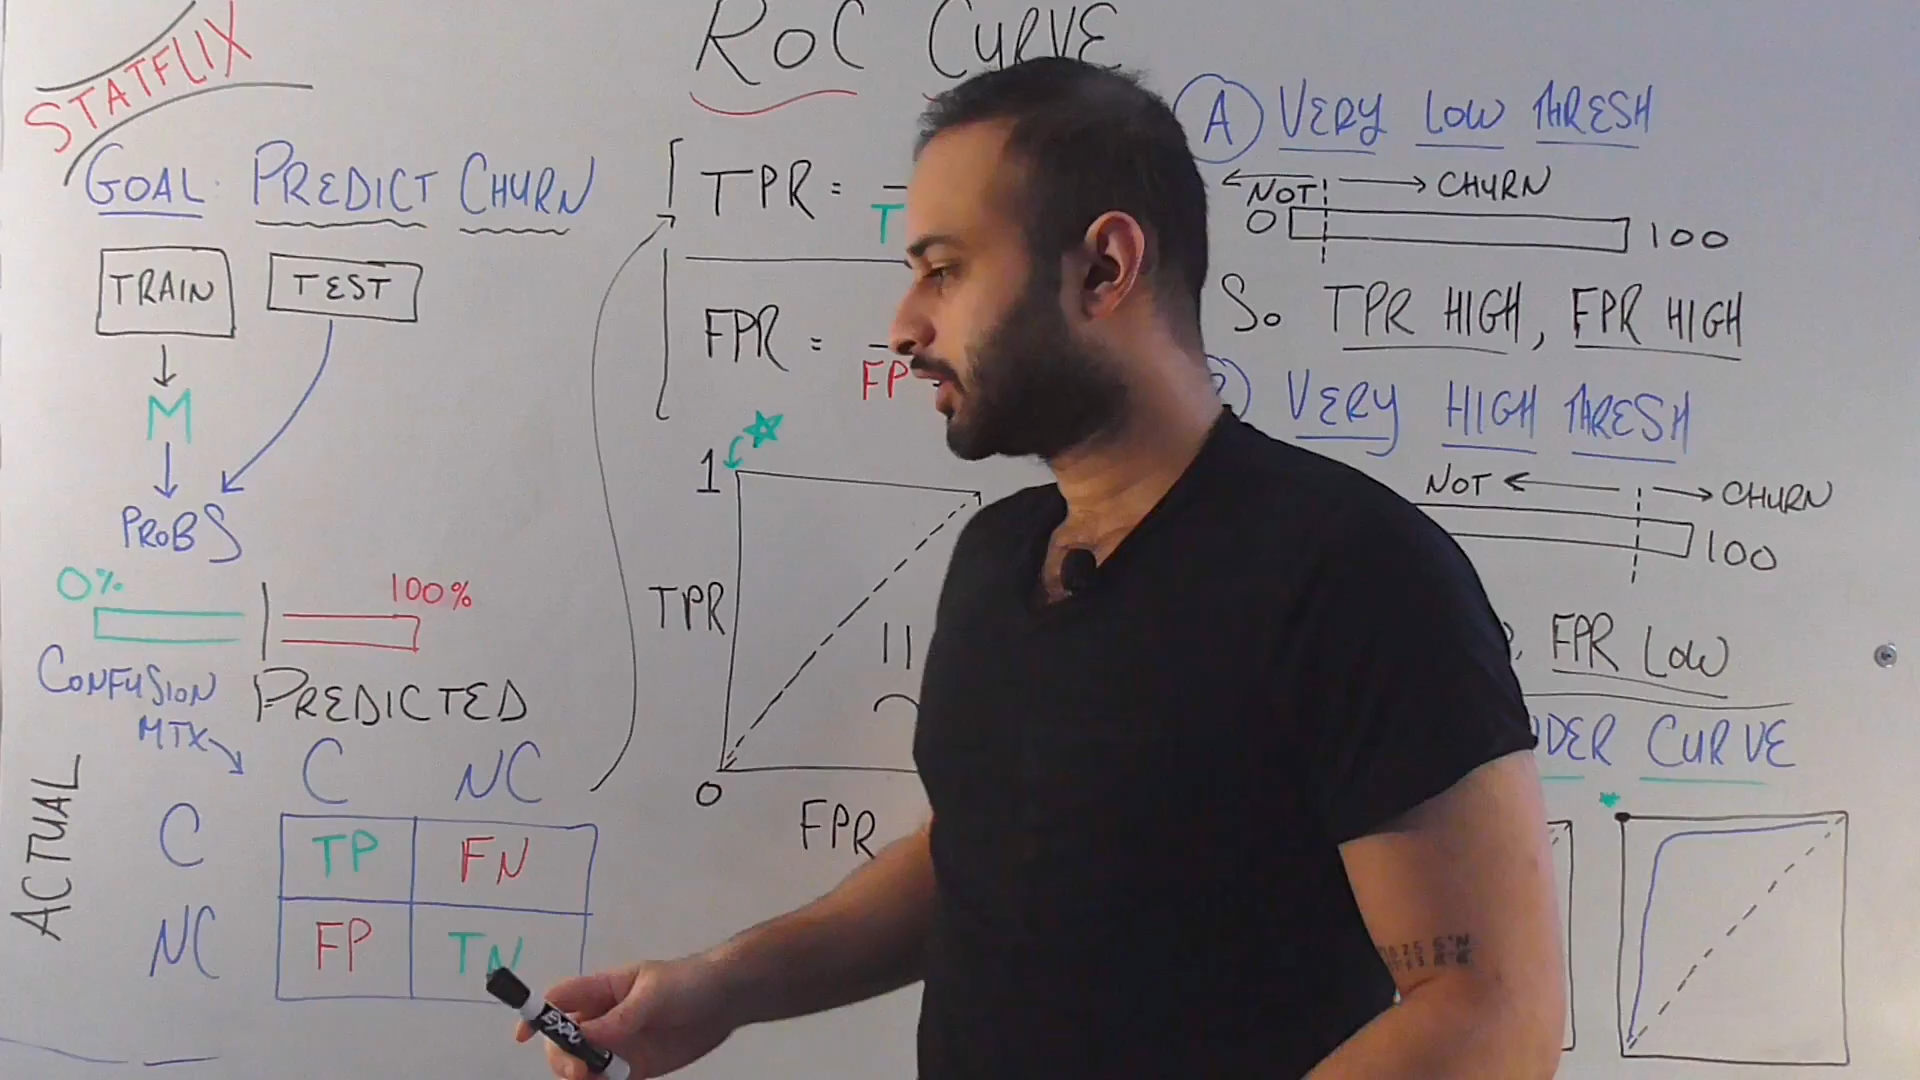 STATFLIX
ROC CURVE
GOAL: PREDICT CHURN
TRAIN
TEST
M
PROBS
0%
100%
CONFUSION
MTX
PREDICTED
ACTUAL
C
NC
C
TP
FN
NC
FP
TN
TPR =
T
FPR =
FP
1
TPR
0
FPR
A VERY LOW THRESH
NOT
CHURN
0
100
SO TPR HIGH, FPR HIGH
VERY HIGH THRESH
NOT
CHURN
100
, FPR LOW
DER CURVE
EXPO